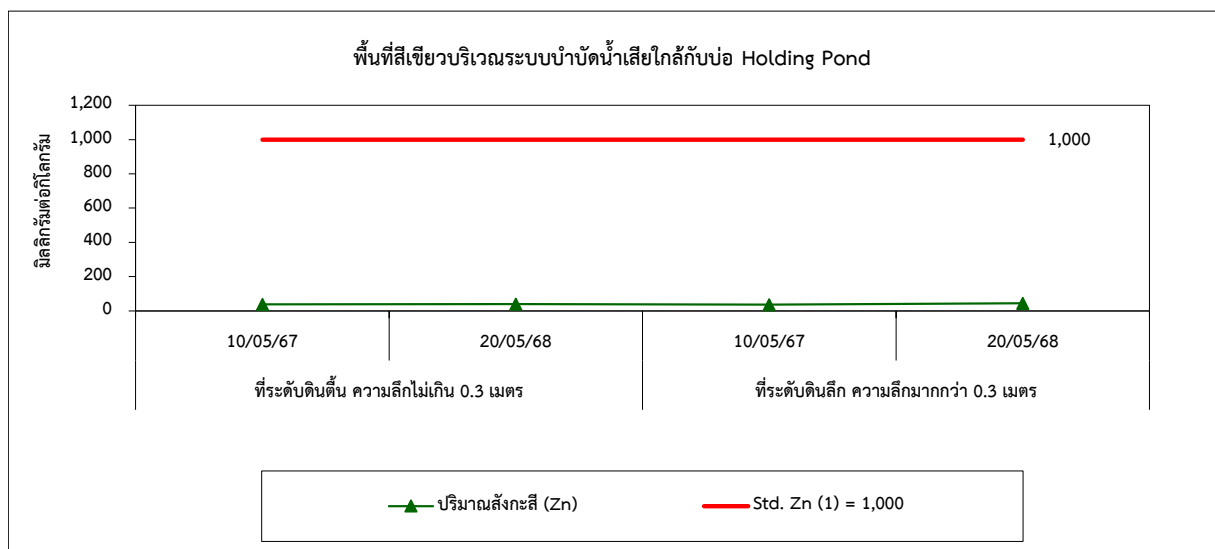 พื้นที่สีเขียวบริเวณระบบบำบัดน้ำเสียใกล้กับบ่อ Holding Pond
มิลลิกรัมต่อกิโลกรัม
1,200
1,000
800
600
400
200
0
1,000
10/05/67 20/05/68 10/05/67 20/05/68
ที่ระดับดินตื้น ความลึกไม่เกิน 0.3 เมตร ที่ระดับดินลึก ความลึกมากกว่า 0.3 เมตร
ปริมาณสังกะสี (Zn) Std. Zn (1) = 1,000